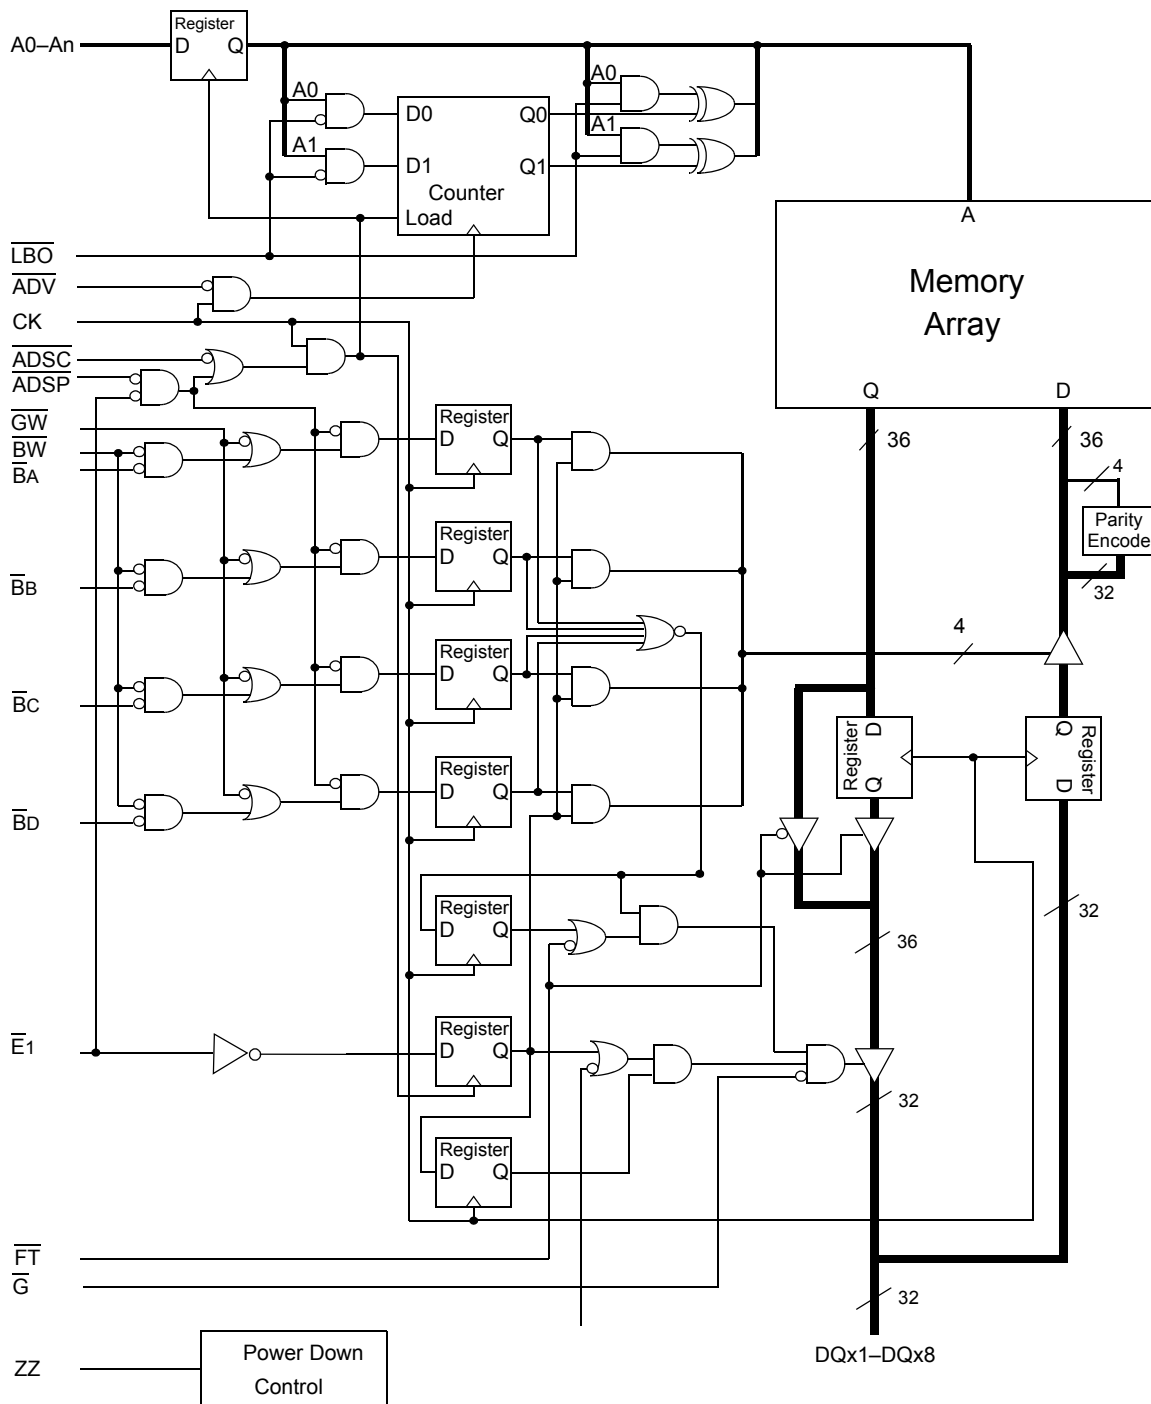 Register
A0–An
D Q
A0
A0
D0
Q0
A1
A1
D1
Q1
Counter
Load
A
LBO
ADV
Memory
CK
Array
ADSC
ADSP
Q
D
GW
Register
BW
D Q
36
36
BA
4
Parity
Encode
Register
D Q
BB
32
4
Register
D Q
BC
Register
D
Q
Register
Q
D
Register
D Q
BD
Register
D Q
32
36
Register
E1
D Q
32
Register
D Q
FT
G
32
DQx1–DQx8
ZZ
Power Down
Control